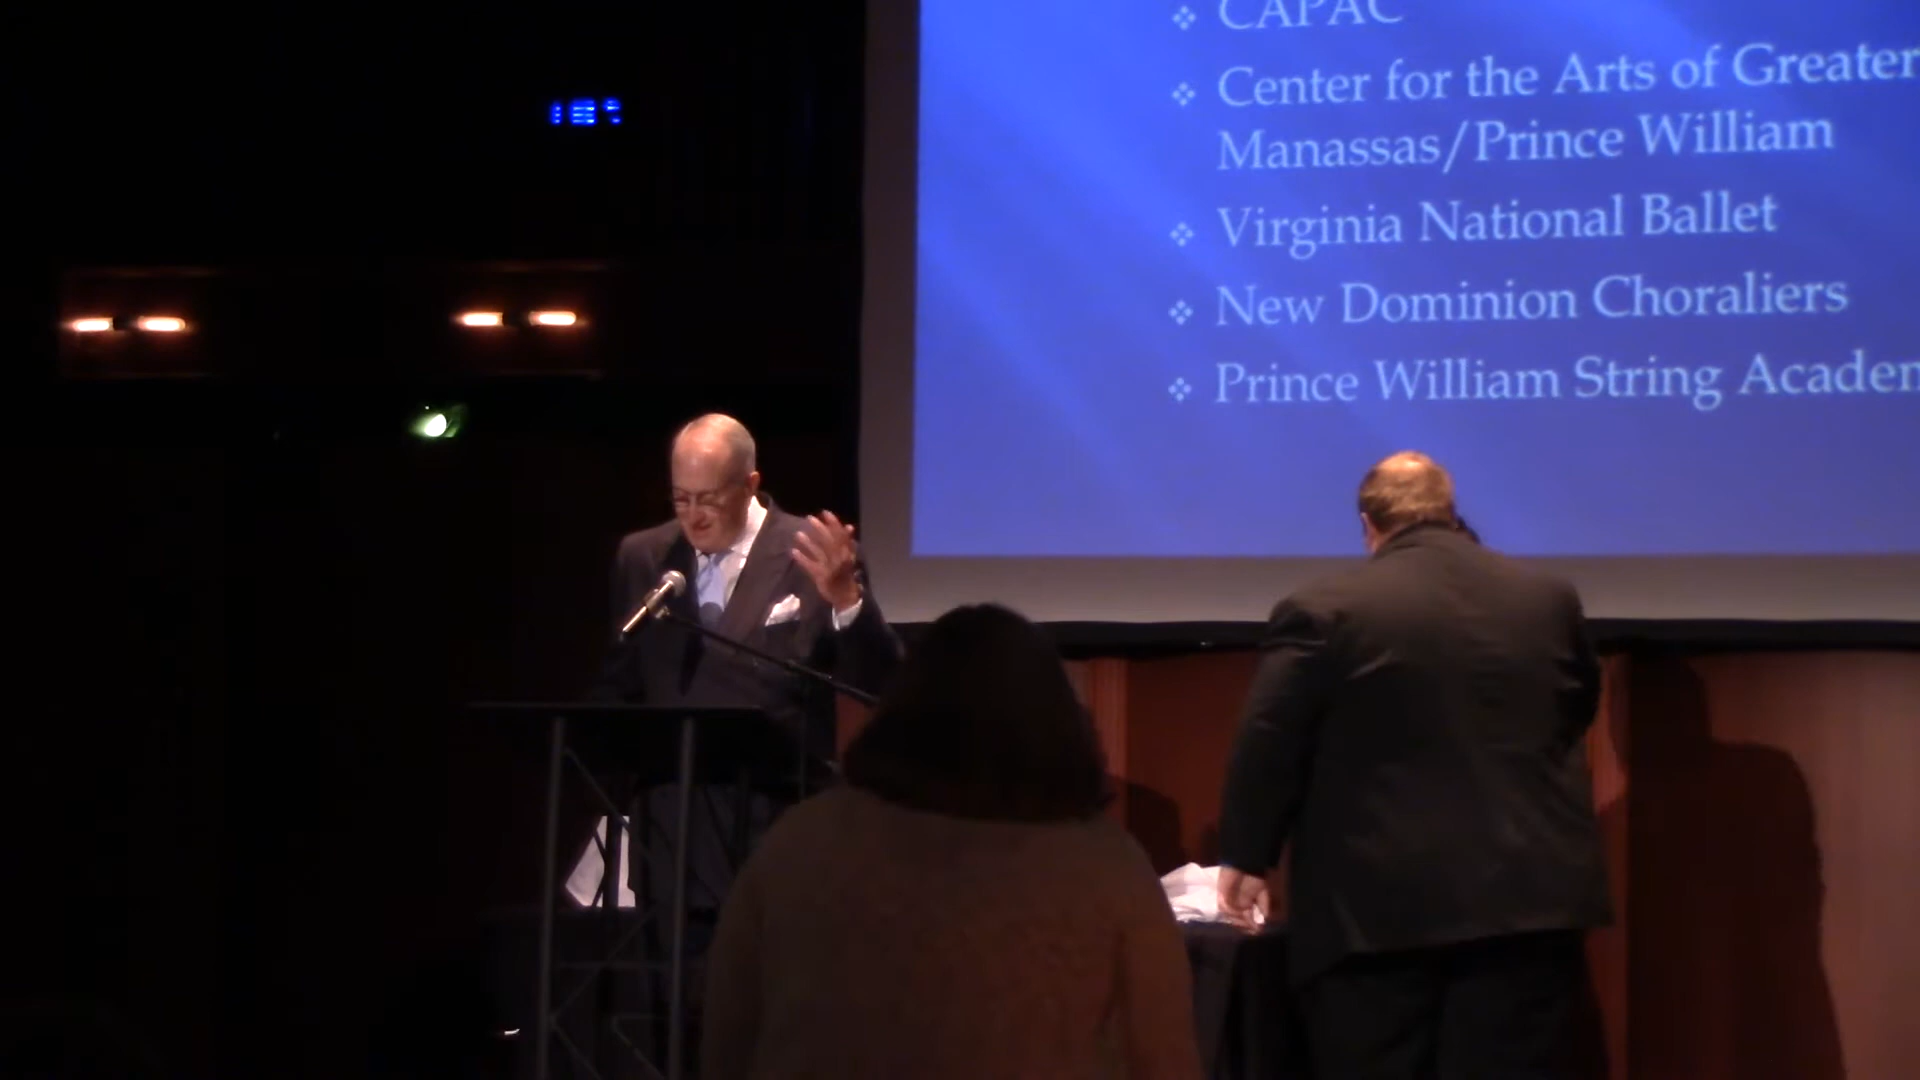 CAPAC
Center for the Arts of Greater
Manassas/Prince William
Virginia National Ballet
New Dominion Choraliers
Prince William String